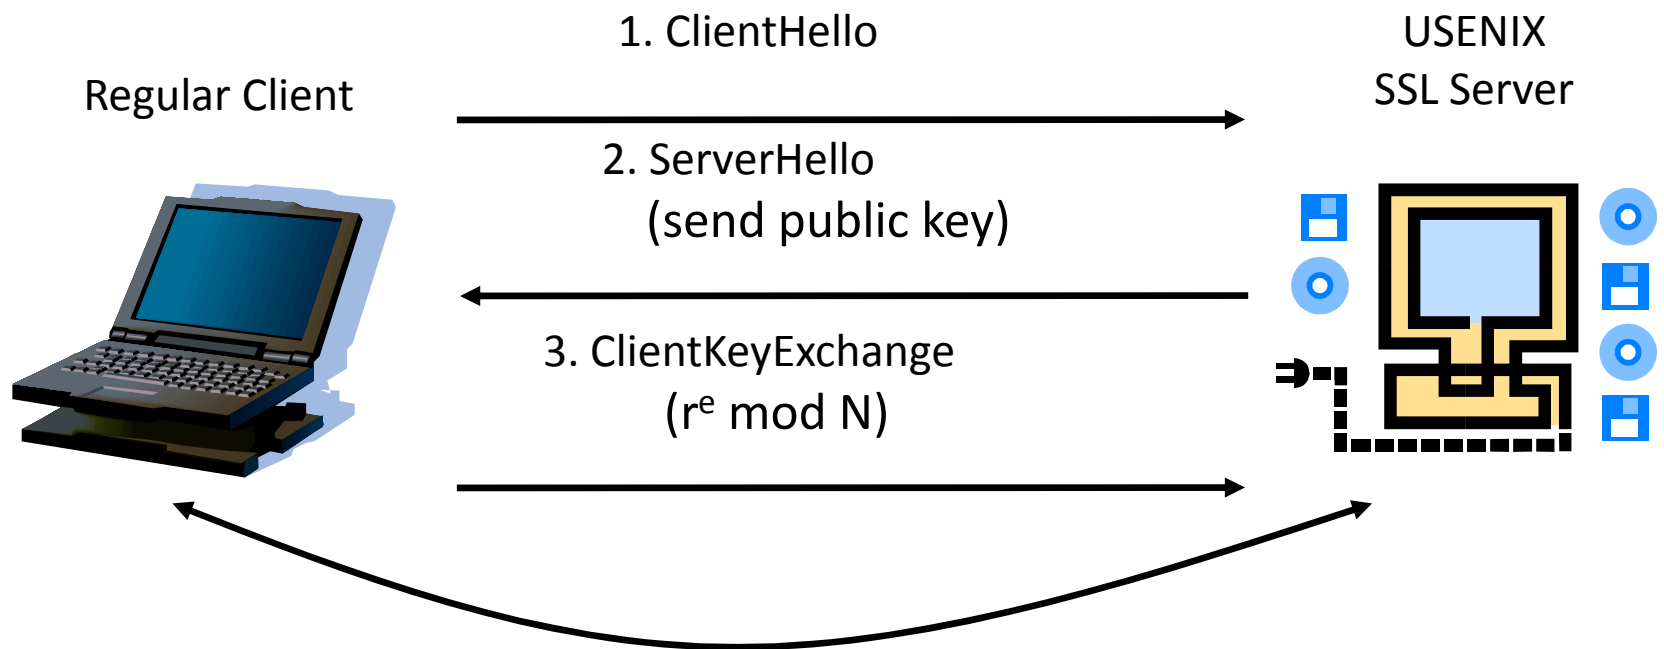 1. ClientHello
USENIX
SSL Server
Regular Client
2. ServerHello
(send public key)
3. ClientKeyExchange
(rᵉ mod N)